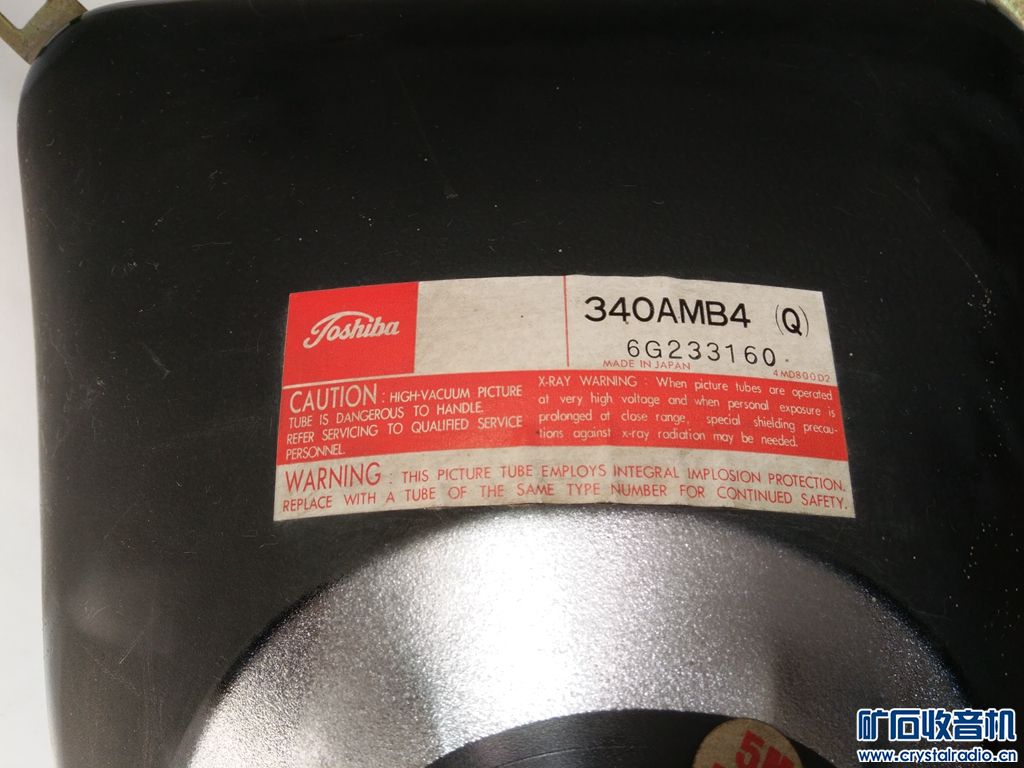 Toshiba
340AMB4 (Q)
6G233160
MADE IN JAPAN
4MD800D2
CAUTION : HIGH-VACUUM PICTURE
TUBE IS DANGEROUS TO HANDLE.
REFER SERVICING TO QUALIFIED SERVICE
PERSONNEL.
X-RAY WARNING : When picture tubes are operated
at very high voltage and when personal exposure is
prolonged at close range, special shielding precau-
tions against x-ray radiation may be needed.
WARNING : THIS PICTURE TUBE EMPLOYS INTEGRAL IMPLOSION PROTECTION.
REPLACE WITH A TUBE OF THE SAME TYPE NUMBER FOR CONTINUED SAFETY.
矿石收音机
www.crystalradio.cn